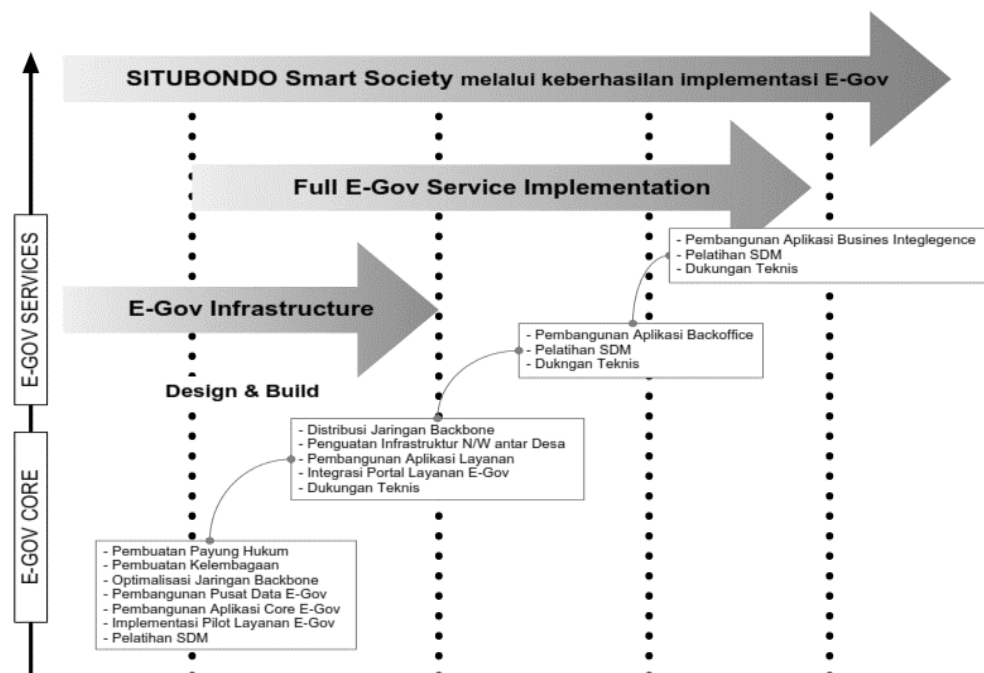 SITUBONDO Smart Society melalui keberhasilan implementasi E-Gov
Full E-Gov Service Implementation
E-GOV SERVICES
- Pembangunan Aplikasi Busines Integlegence
- Pelatihan SDM
- Dukungan Teknis
E-Gov Infrastructure
- Pembangunan Aplikasi Backoffice
- Pelatihan SDM
- Dukngan Teknis
Design & Build
- Distribusi Jaringan Backbone
- Penguatan Infrastruktur N/W antar Desa
- Pembangunan Aplikasi Layanan
- Integrasi Portal Layanan E-Gov
- Dukungan Teknis
E-GOV CORE
- Pembuatan Payung Hukum
- Pembuatan Kelembagaan
- Optimalisasi Jaringan Backbone
- Pembangunan Pusat Data E-Gov
- Pembangunan Aplikasi Core E-Gov
- Implementasi Pilot Layanan E-Gov
- Pelatihan SDM